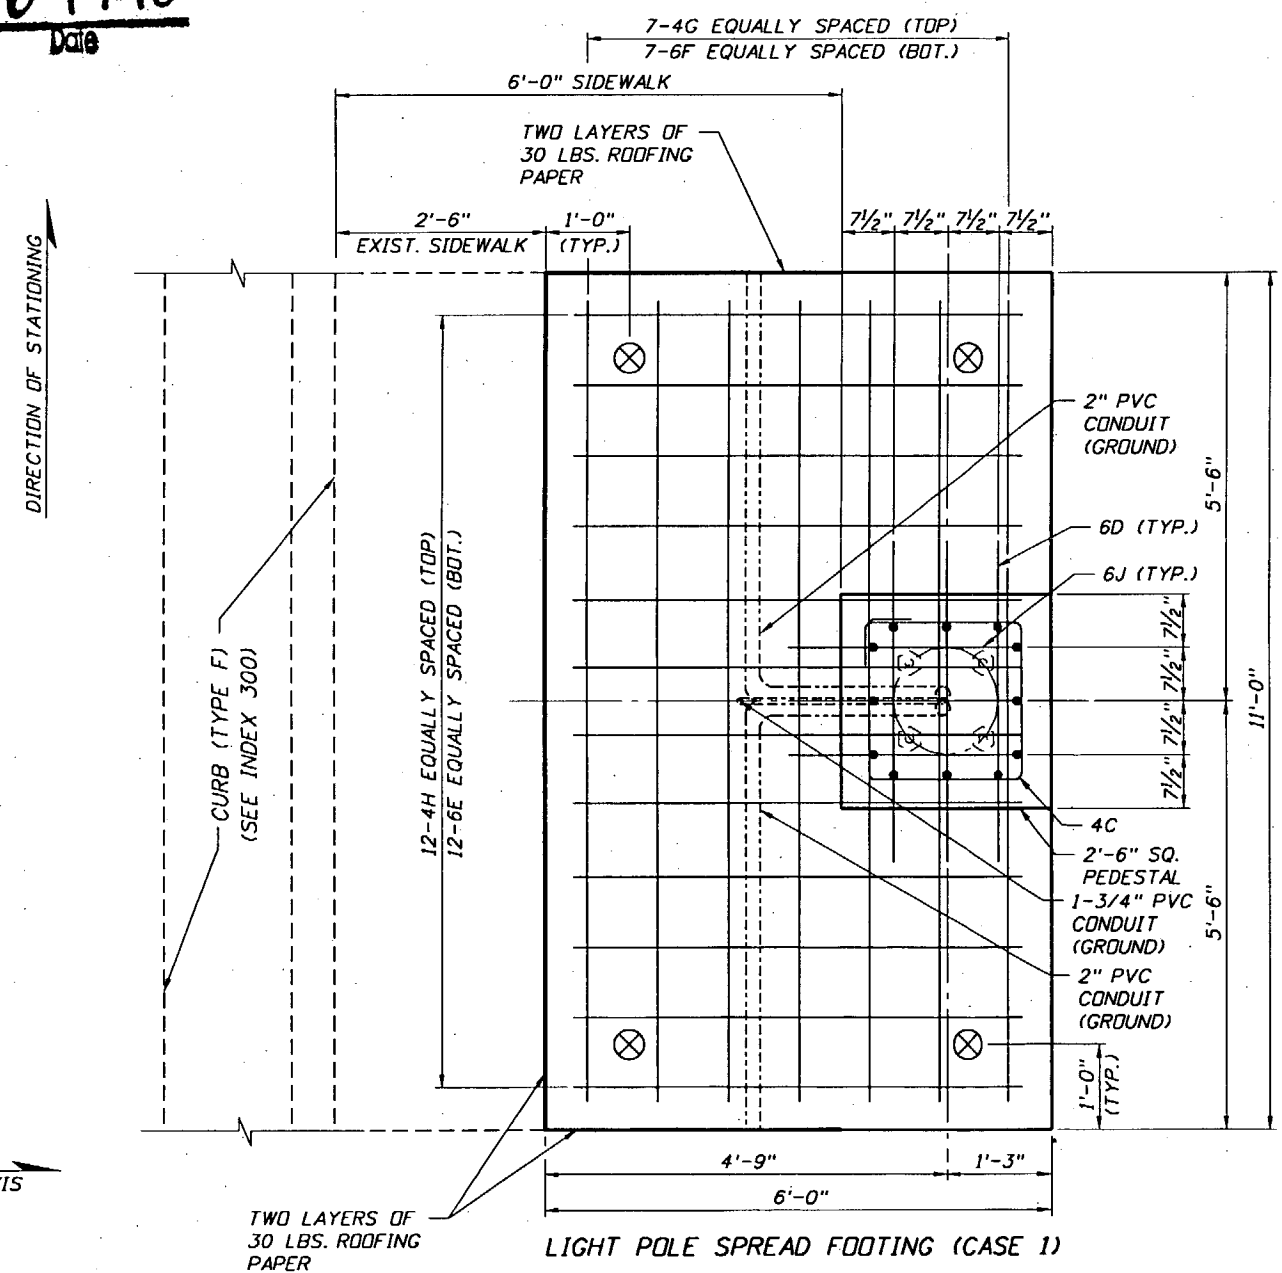 Date
7-4G EQUALLY SPACED (TOP)
7-6F EQUALLY SPACED (BOT.)
6'-0" SIDEWALK
TWO LAYERS OF
30 LBS. ROOFING
PAPER
2'-6"
EXIST. SIDEWALK
1'-0"
(TYP.)
7½" 7½" 7½" 7½"
DIRECTION OF STATIONING
2" PVC
CONDUIT
(GROUND)
5'-6"
6D (TYP.)
6J (TYP.)
7½"
7½"
7½"
7½"
11'-0"
CURB (TYPE F)
(SEE INDEX 300)
12-4H EQUALLY SPACED (TOP)
12-6E EQUALLY SPACED (BOT.)
4C
2'-6" SQ.
PEDESTAL
1-3/4" PVC
CONDUIT
(GROUND)
5'-6"
2" PVC
CONDUIT
(GROUND)
1'-0"
(TYP.)
4'-9"
1'-3"
6'-0"
TWO LAYERS OF
30 LBS. ROOFING
PAPER
LIGHT POLE SPREAD FOOTING (CASE 1)